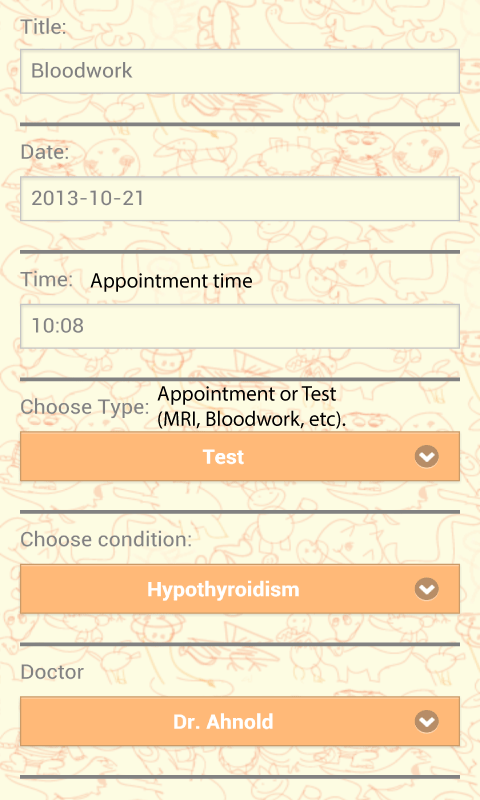 Title:
Bloodwork
Date:
2013-10-21
Time: Appointment time
10:08
Choose Type: Appointment or Test
(MRI, Bloodwork, etc).
Test
Choose condition:
Hypothyroidism
Doctor
Dr. Ahnold